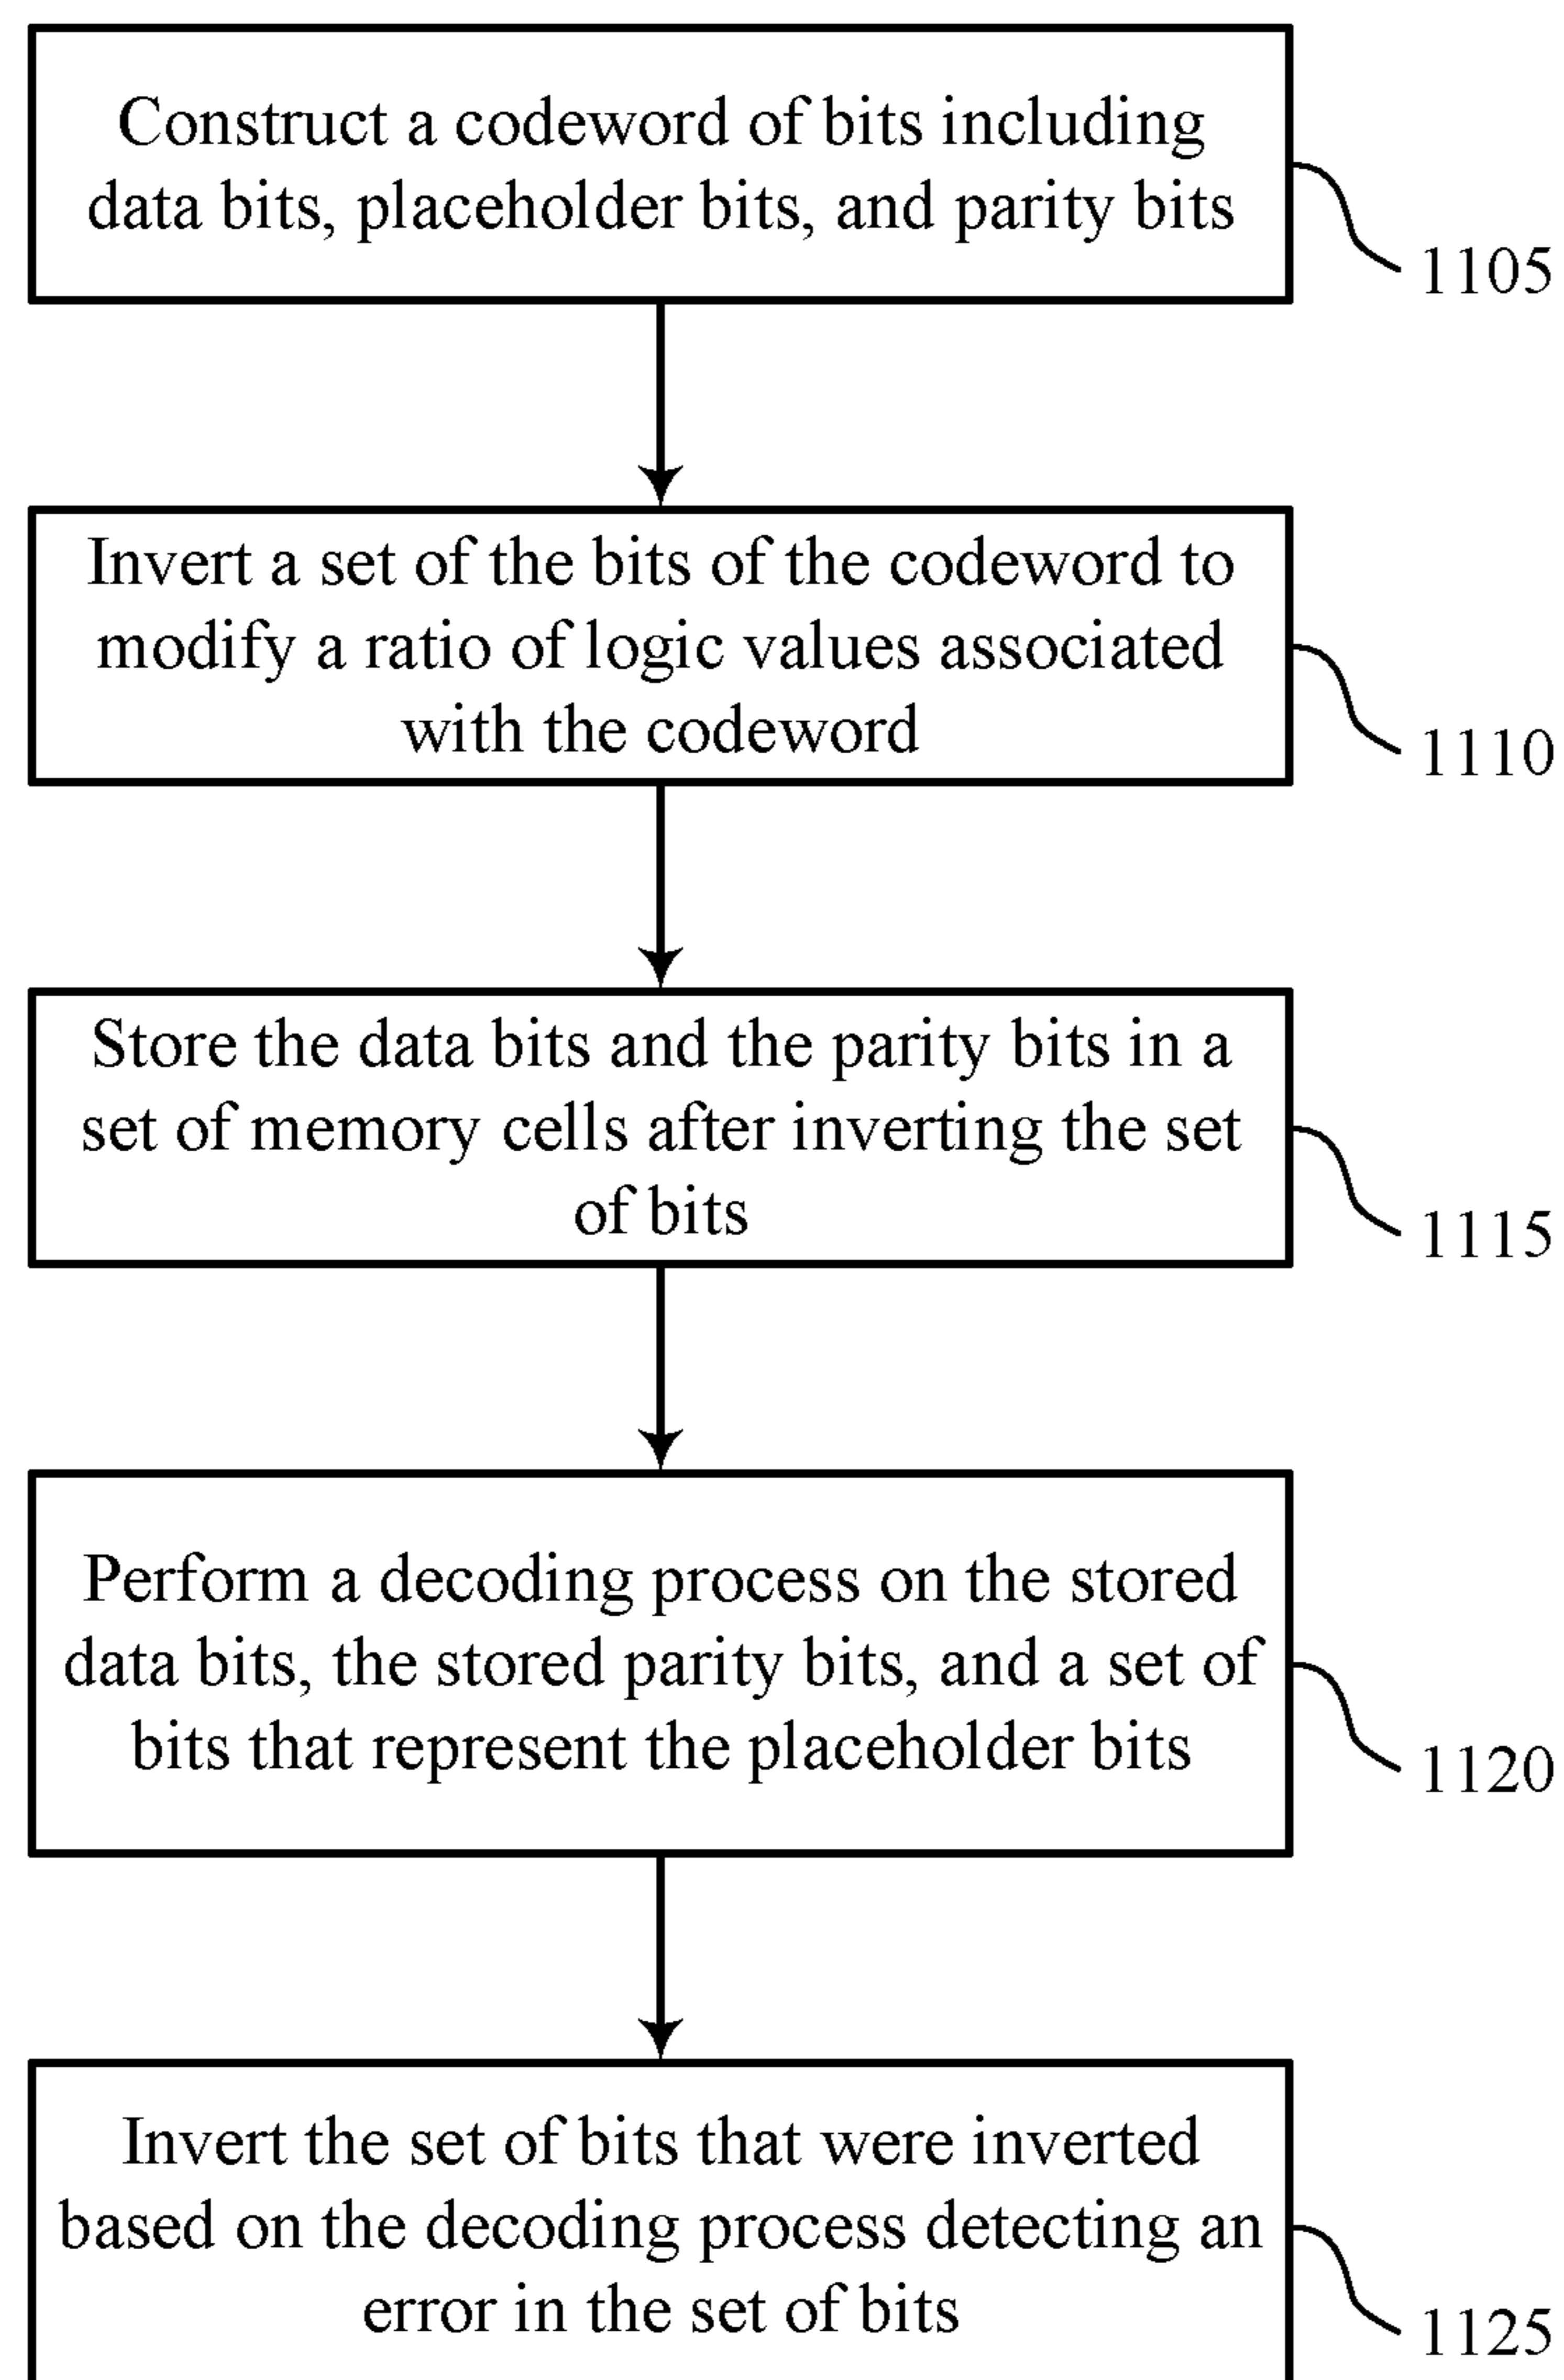 Construct a codeword of bits including
data bits, placeholder bits, and parity bits
1105
Invert a set of the bits of the codeword to
modify a ratio of logic values associated
with the codeword
1110
Store the data bits and the parity bits in a
set of memory cells after inverting the set
of bits
1115
Perform a decoding process on the stored
data bits, the stored parity bits, and a set of
bits that represent the placeholder bits
1120
Invert the set of bits that were inverted
based on the decoding process detecting an
error in the set of bits
1125